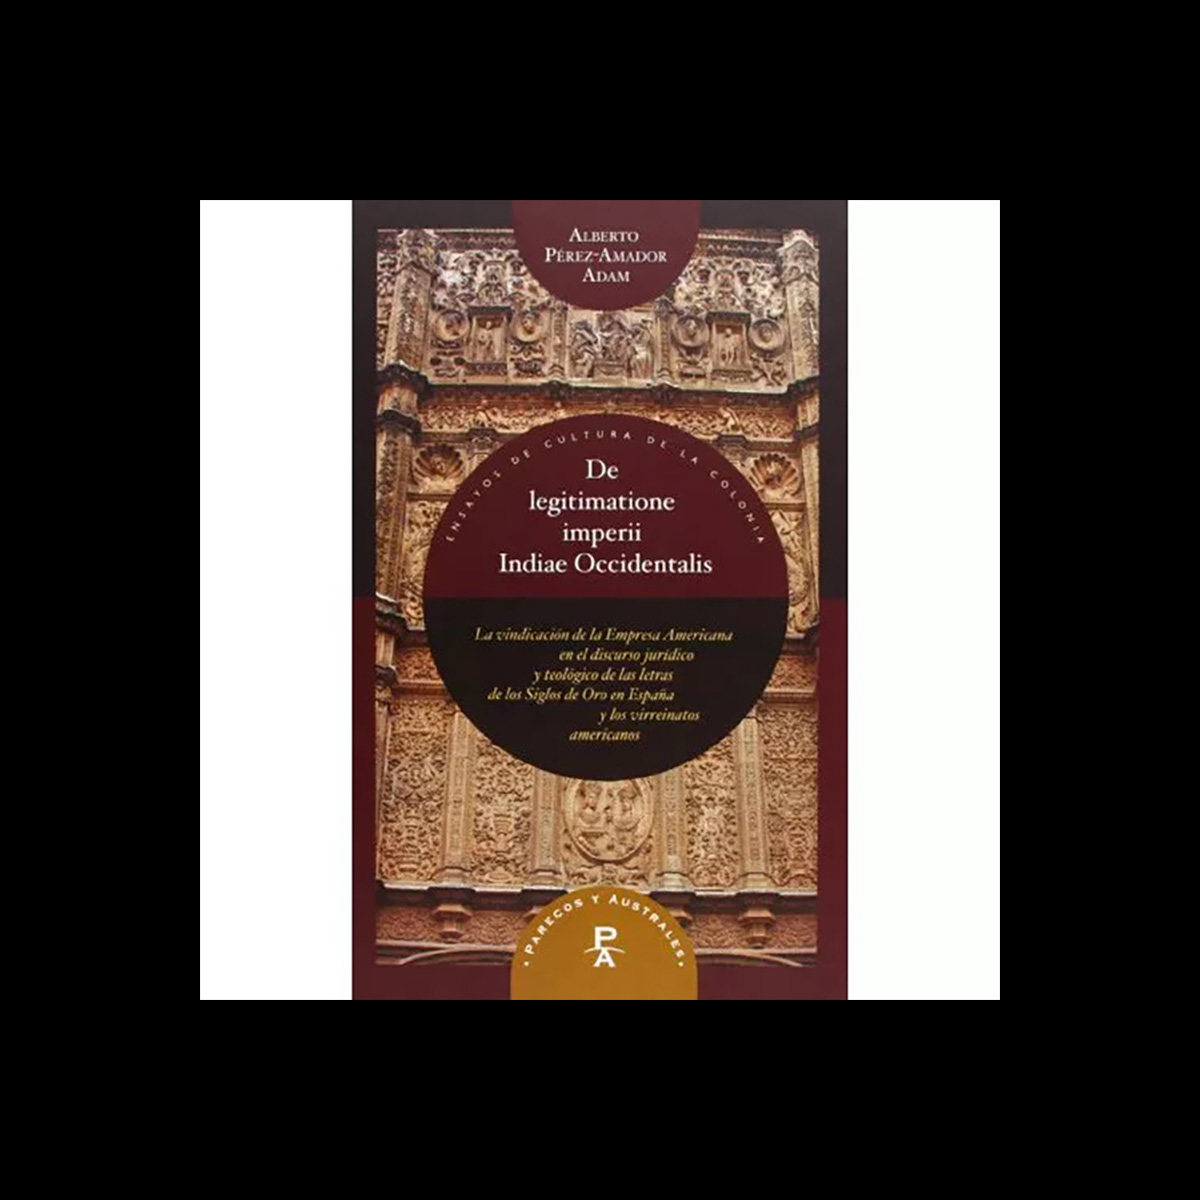 ALBERTO
PÉREZ-AMADOR
ADAM
ENSAYOS DE CULTURA DE LA COLONIA
De
legitimatione
imperii
Indiae Occidentalis
La vindicación de la Empresa Americana
en el discurso jurídico
y teológico de las letras
de los Siglos de Oro en España
y los virreinatos
americanos
• PARECOS Y AUSTRALES •
P
A